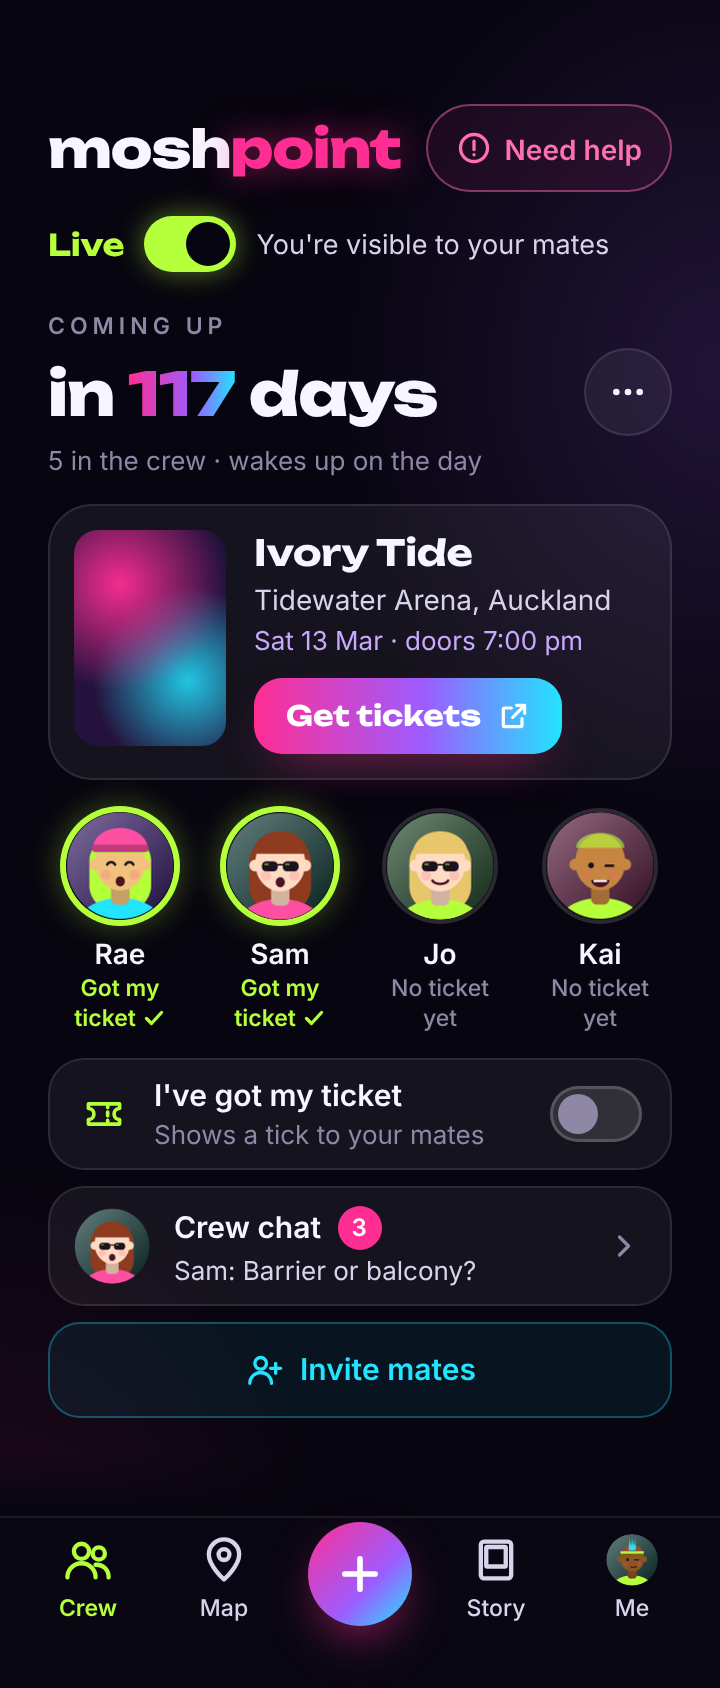 moshpoint
Need help
Live
You're visible to your mates
COMING UP
in 117 days
5 in the crew · wakes up on the day
Ivory Tide
Tidewater Arena, Auckland
Sat 13 Mar · doors 7:00 pm
Get tickets
Rae
Got my
ticket ✓
Sam
Got my
ticket ✓
Jo
No ticket
yet
Kai
No ticket
yet
I've got my ticket
Shows a tick to your mates
Crew chat 3
Sam: Barrier or balcony?
Invite mates
Crew
Map
Story
Me